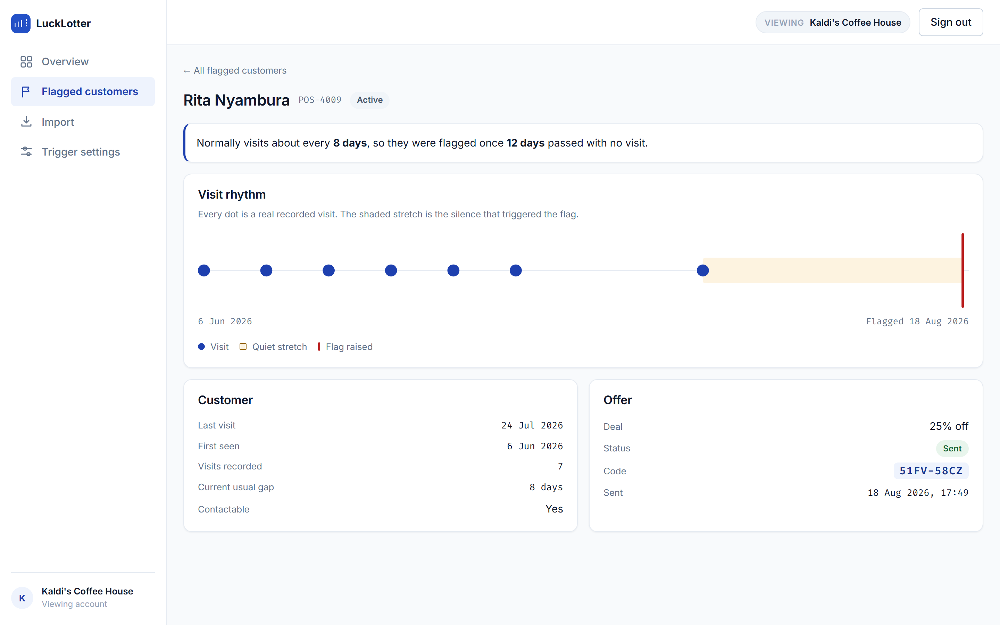 LuckLotter
Overview
Flagged customers
Import
Trigger settings
VIEWING Kaldi's Coffee House
Sign out
← All flagged customers
Rita Nyambura POS-4009 Active
Normally visits about every 8 days, so they were flagged once 12 days passed with no visit.
Visit rhythm
Every dot is a real recorded visit. The shaded stretch is the silence that triggered the flag.
6 Jun 2026
Flagged 18 Aug 2026
Visit
Quiet stretch
Flag raised
Customer
Last visit 24 Jul 2026
First seen 6 Jun 2026
Visits recorded 7
Current usual gap 8 days
Contactable Yes
Offer
Deal 25% off
Status Sent
Code 51FV-58CZ
Sent 18 Aug 2026, 17:49
K
Kaldi's Coffee House
Viewing account